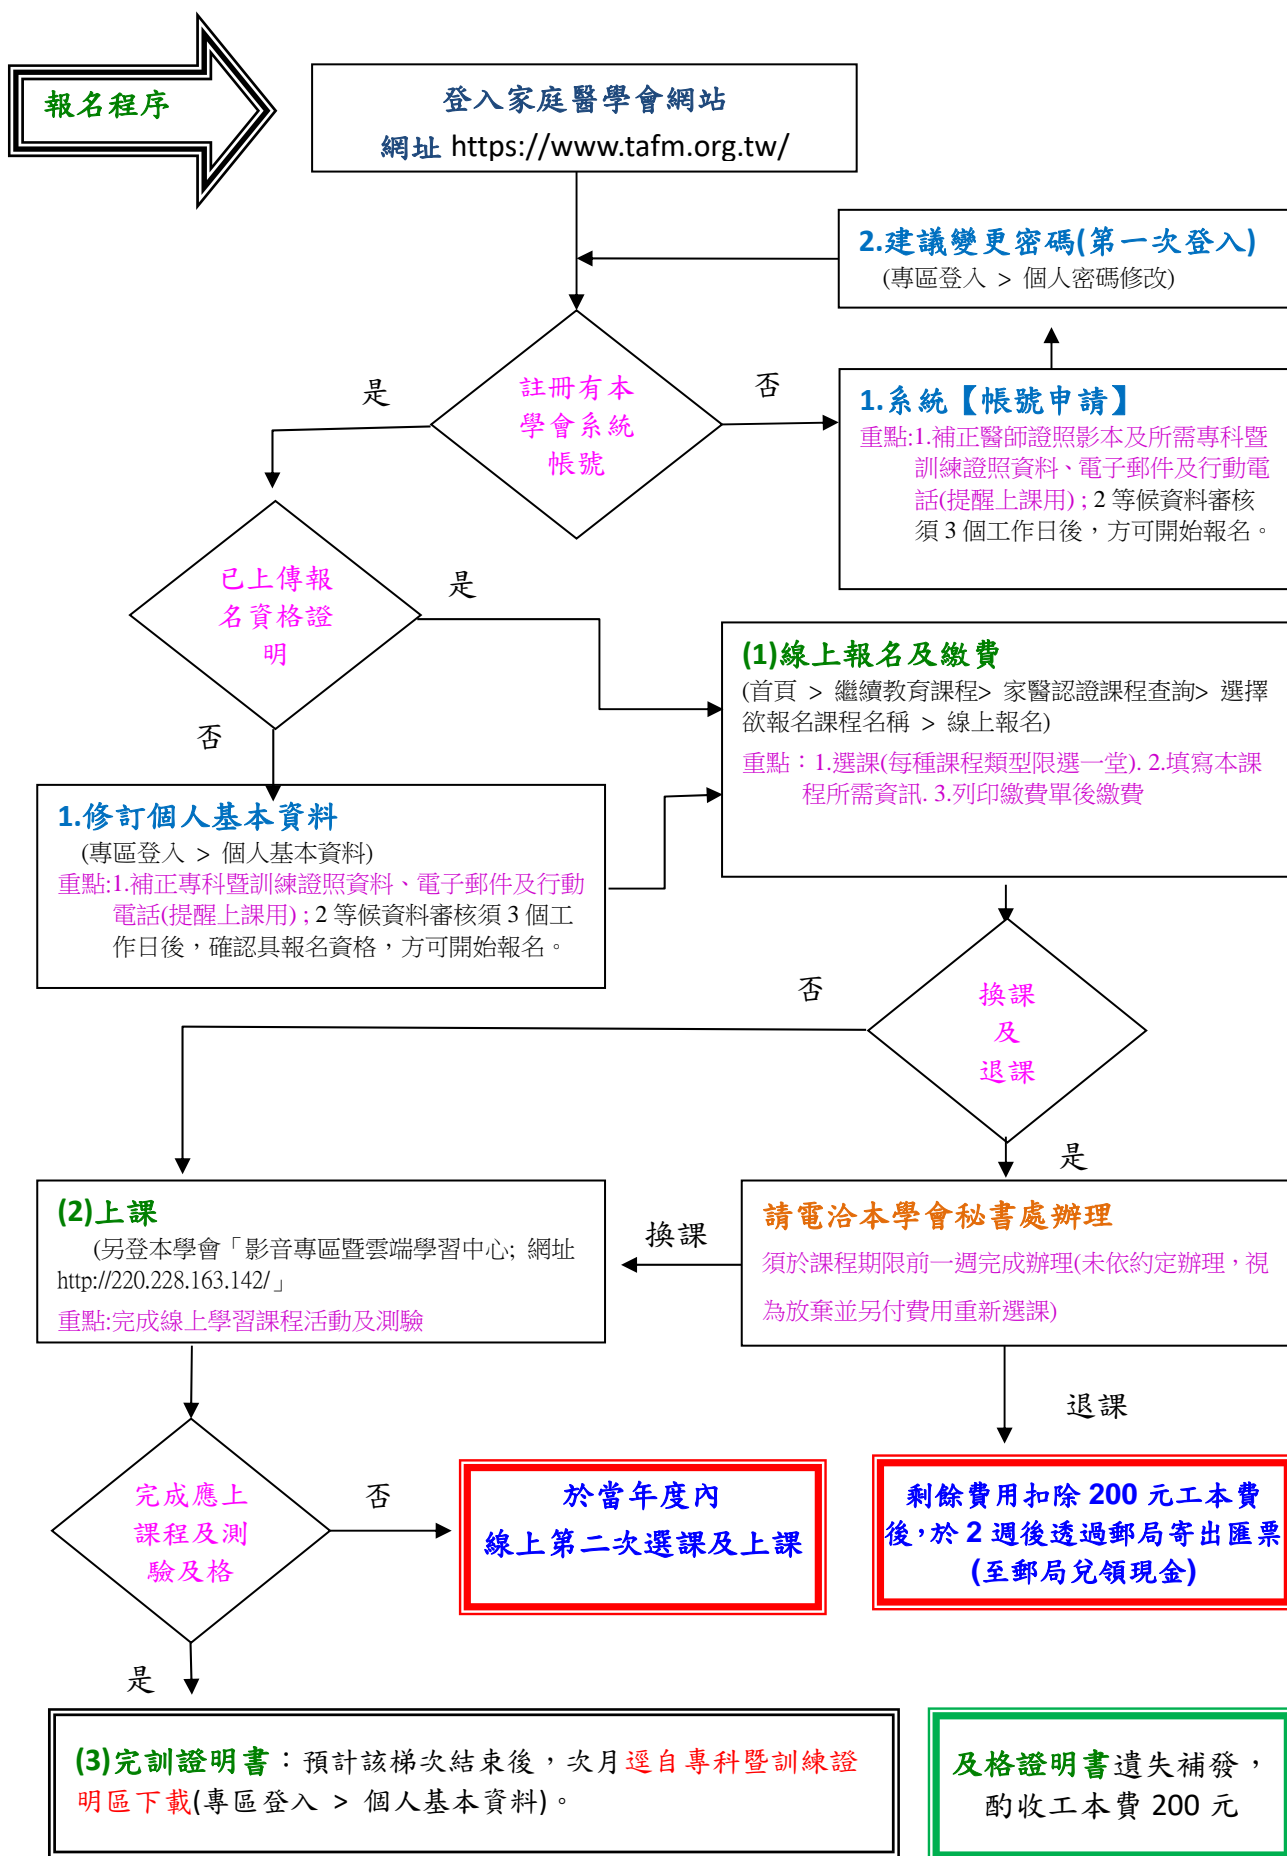 報名程序
登入家庭醫學會網站
網址 https://www.tafm.org.tw/
2.建議變更密碼(第一次登入)
(專區登入 > 個人密碼修改)
註冊有本
學會系統
帳號
是
否
1.系統【帳號申請】
重點:1.補正醫師證照影本及所需專科暨
訓練證照資料、電子郵件及行動電
話(提醒上課用) ; 2 等候資料審核
須 3 個工作日後，方可開始報名。
已上傳報
名資格證
明
是
否
(1)線上報名及繳費
(首頁 > 繼續教育課程> 家醫認證課程查詢> 選擇
欲報名課程名稱 > 線上報名)
重點：1.選課(每種課程類型限選一堂). 2.填寫本課
程所需資訊. 3.列印繳費單後繳費
1.修訂個人基本資料
(專區登入 > 個人基本資料)
重點:1.補正專科暨訓練證照資料、電子郵件及行動
電話(提醒上課用) ; 2 等候資料審核須 3 個工
作日後，確認具報名資格，方可開始報名。
換課
及
退課
否
是
(2)上課
(另登本學會「影音專區暨雲端學習中心; 網址
http://220.228.163.142/」
重點:完成線上學習課程活動及測驗
換課
請電洽本學會秘書處辦理
須於課程期限前一週完成辦理(未依約定辦理，視
為放棄並另付費用重新選課)
退課
完成應上
課程及測
驗及格
否
是
於當年度內
線上第二次選課及上課
剩餘費用扣除 200 元工本費
後，於 2 週後透過郵局寄出匯票
(至郵局兌領現金)
(3)完訓證明書：預計該梯次結束後，次月逕自專科暨訓練證
明區下載(專區登入 > 個人基本資料)。
及格證明書遺失補發，
酌收工本費 200 元